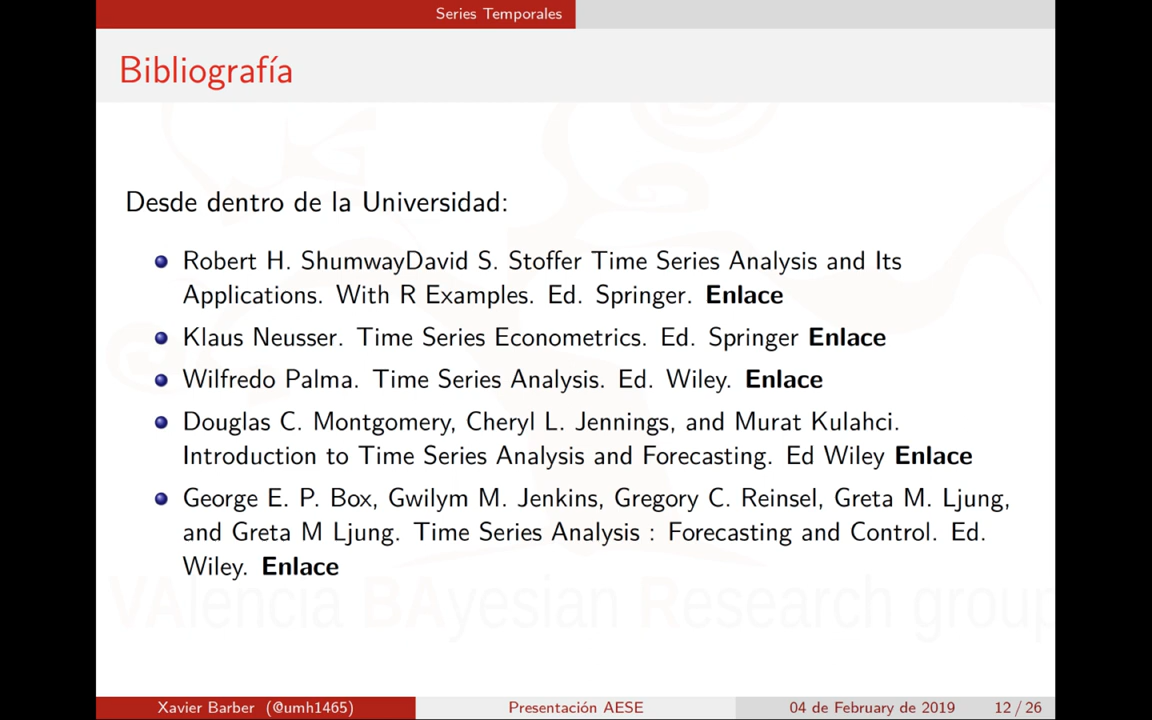 Series Temporales
Bibliografía
Desde dentro de la Universidad:
Robert H. ShumwayDavid S. Stoffer Time Series Analysis and Its
Applications. With R Examples. Ed. Springer. Enlace
Klaus Neusser. Time Series Econometrics. Ed. Springer Enlace
Wilfredo Palma. Time Series Analysis. Ed. Wiley. Enlace
Douglas C. Montgomery, Cheryl L. Jennings, and Murat Kulahci.
Introduction to Time Series Analysis and Forecasting. Ed Wiley Enlace
George E. P. Box, Gwilym M. Jenkins, Gregory C. Reinsel, Greta M. Ljung,
and Greta M Ljung. Time Series Analysis : Forecasting and Control. Ed.
Wiley. Enlace
VAlencia BAyesian Research group
Xavier Barber (@umh1465) Presentación AESE 04 de February de 2019 12 / 26